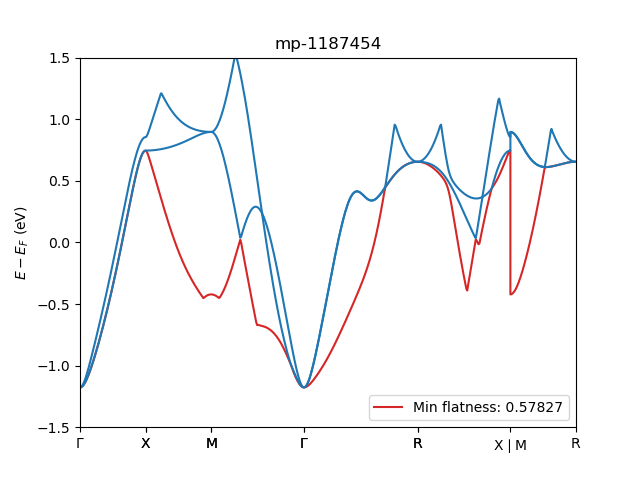 mp-1187454
E − E_F (eV)
1.5
1.0
0.5
0.0
−0.5
−1.0
−1.5
Min flatness: 0.57827
Γ X M Γ R X | M R